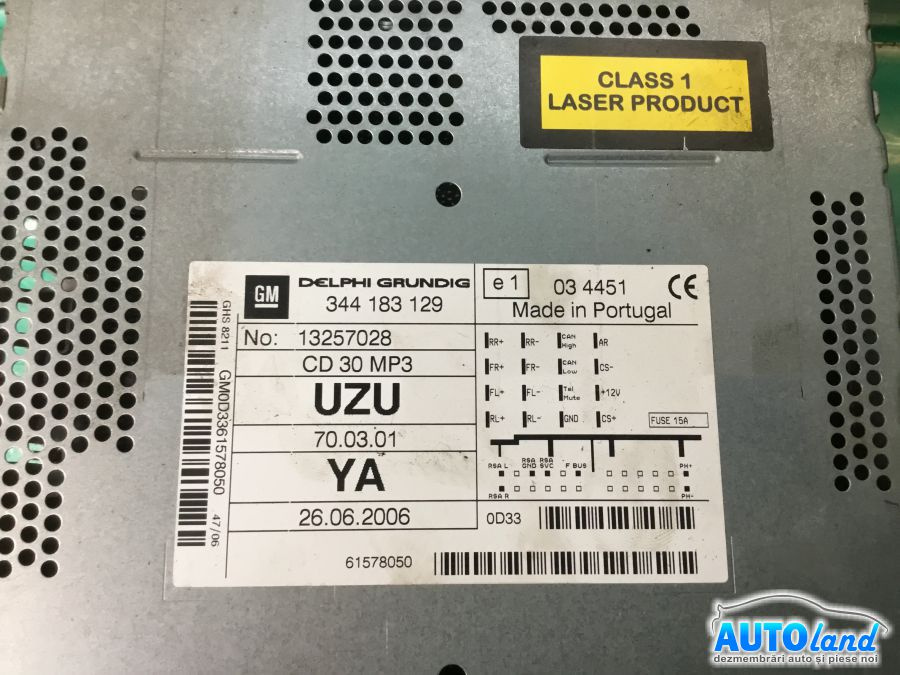 CLASS 1
LASER PRODUCT
GM
DELPHI GRUNDIG
344 183 129
e1
03 4451
CE
Made in Portugal
No: 13257028
CD 30 MP3
UZU
70.03.01
YA
26.06.2006
GHS 8211
GM0D3361578050
47/06
RR+ RR- CAN High AR
FR+ FR- CAN Low CS-
FL+ FL- Tel Mute +12V
RL+ RL- GND CS+
FUSE 15A
RSA L RSA GND RSA SVC F BUS PH+
RSA R PH-
0D33
61578050
AUTOland
dezmembrări auto și piese noi